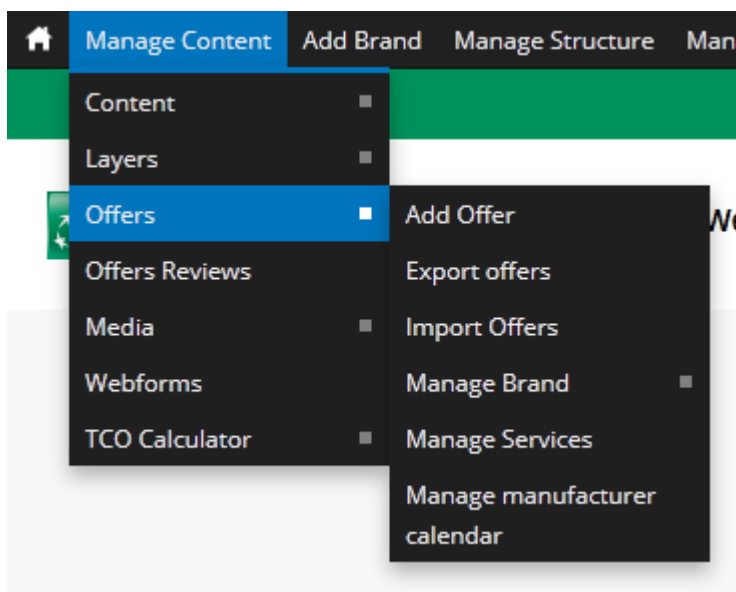 Manage Content Add Brand Manage Structure Man
Content
Layers
Offers
Offers Reviews
Media
Webforms
TCO Calculator
Add Offer
Export offers
Import Offers
Manage Brand
Manage Services
Manage manufacturer
calendar